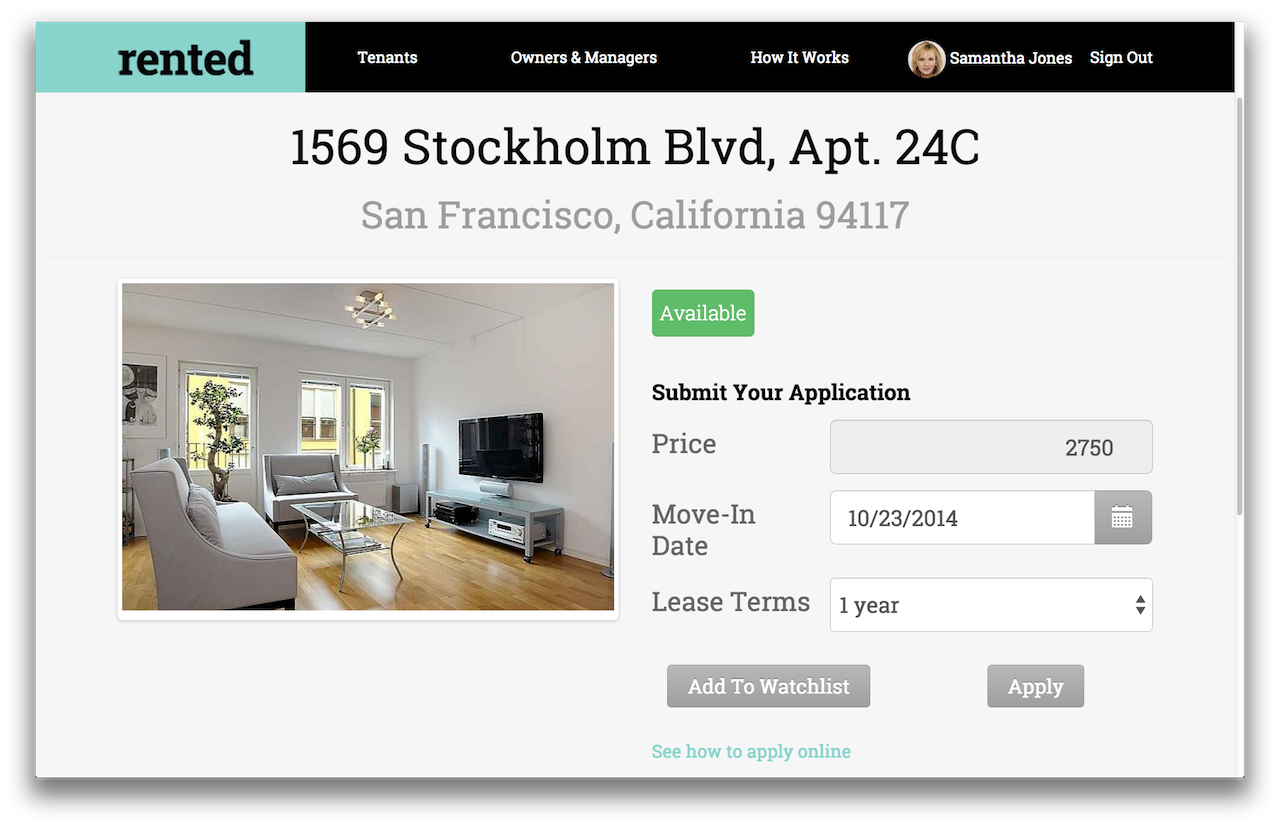 rented
Tenants
Owners & Managers
How It Works
Samantha Jones
Sign Out
1569 Stockholm Blvd, Apt. 24C
San Francisco, California 94117
Available
Submit Your Application
Price
2750
Move-In
Date
10/23/2014
Lease Terms
1 year
Add To Watchlist
Apply
See how to apply online